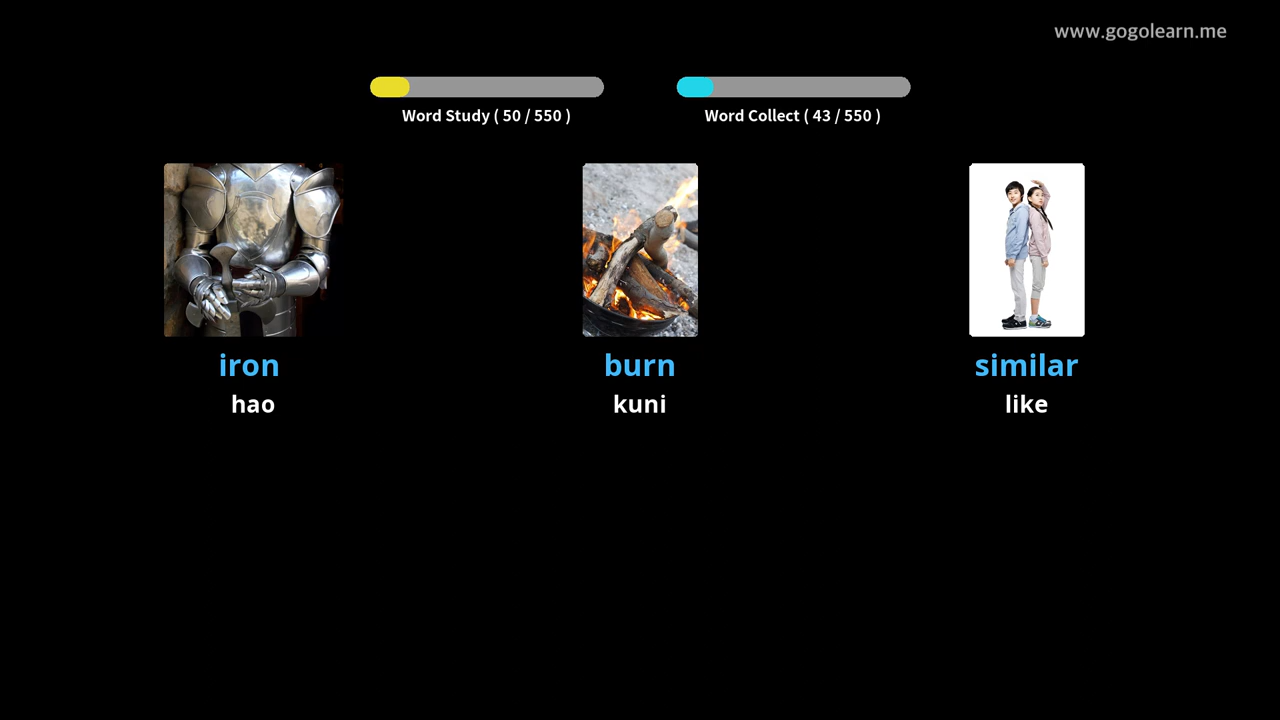 www.gogolearn.me
Word Study ( 50 / 550 )
Word Collect ( 43 / 550 )
iron
burn
similar
hao
kuni
like